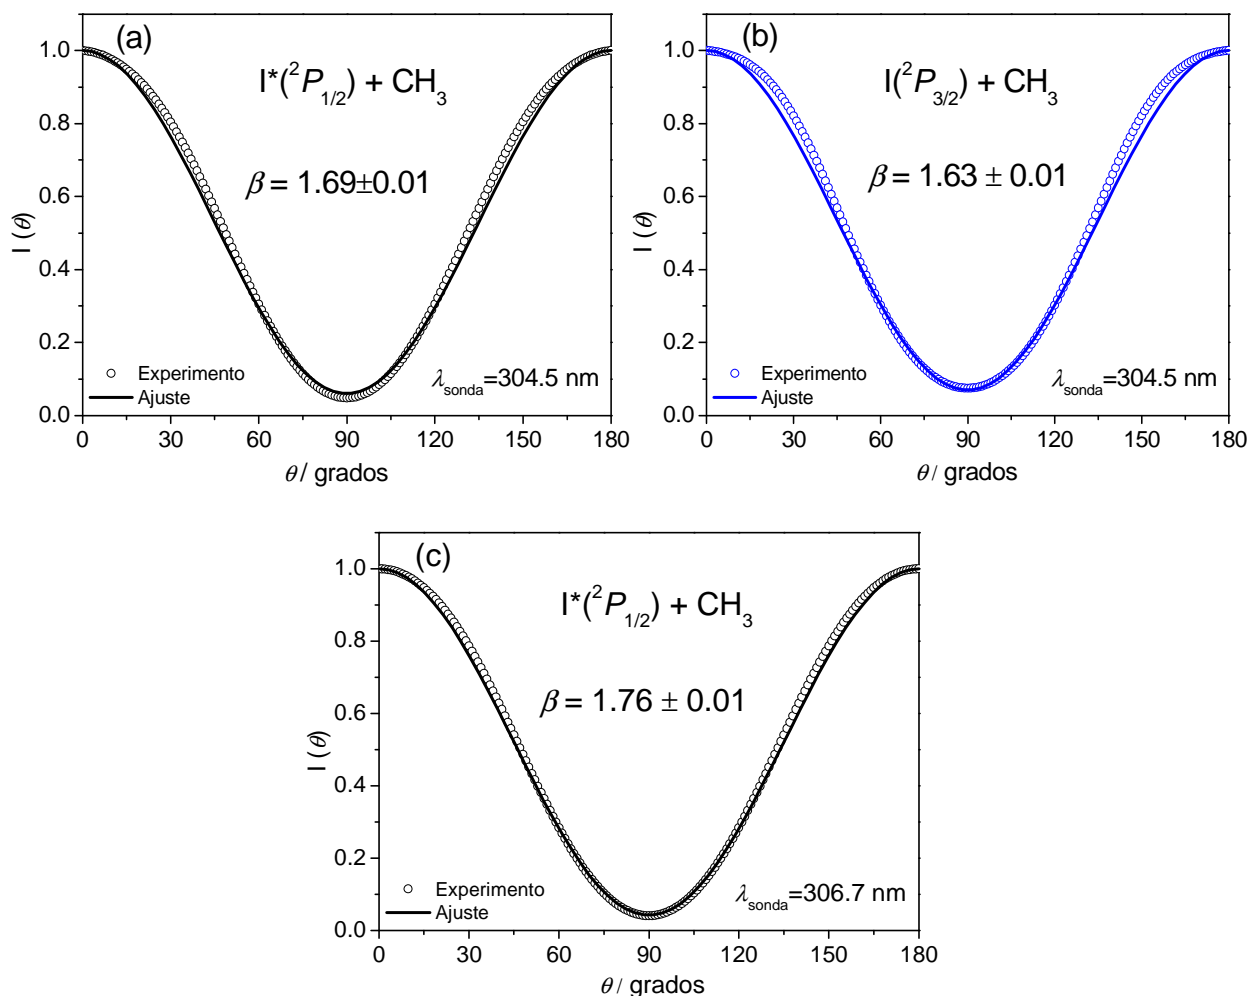 (a)
I*(²P₁/₂) + CH₃
β = 1.69±0.01
I (θ)
1.0
0.8
0.6
0.4
0.2
0.0
Experimento
Ajuste
λsonda=304.5 nm
0 30 60 90 120 150 180
θ / grados
(b)
I(²P₃/₂) + CH₃
β = 1.63 ± 0.01
I (θ)
1.0
0.8
0.6
0.4
0.2
0.0
Experimento
Ajuste
λsonda=304.5 nm
0 30 60 90 120 150 180
θ / grados
(c)
I*(²P₁/₂) + CH₃
β = 1.76 ± 0.01
I (θ)
1.0
0.8
0.6
0.4
0.2
0.0
Experimento
Ajuste
λsonda=306.7 nm
0 30 60 90 120 150 180
θ / grados